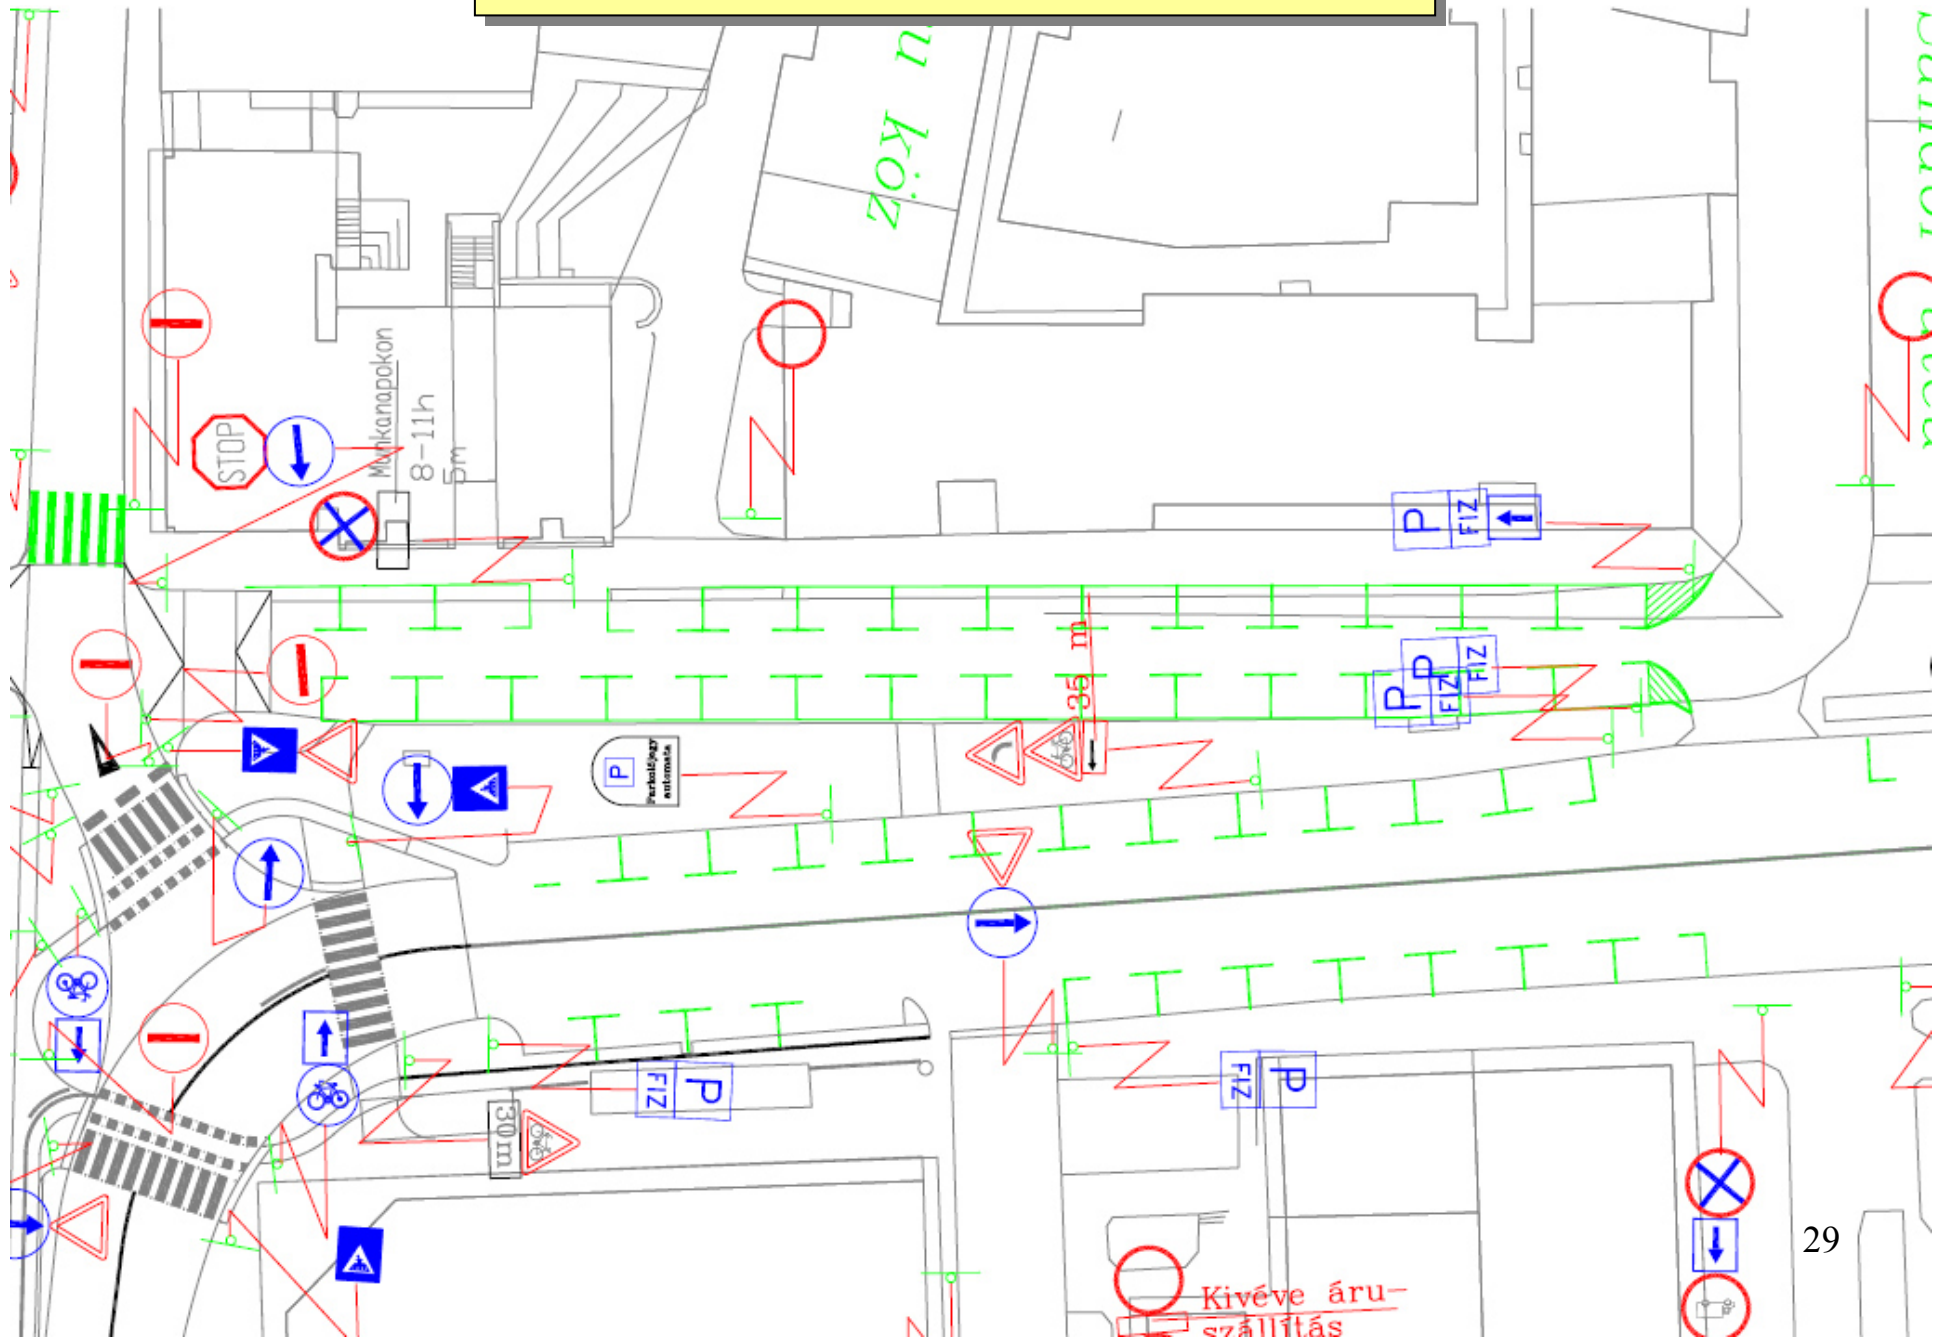 köz
Munkanapokon
8-11h
5m
STOP
P
FIZ
P
FIZ
P
FIZ
35 m
P
Parkolójegy
automata
P
FIZ
30m
P
FIZ
29
Kivéve áru-
szállítás